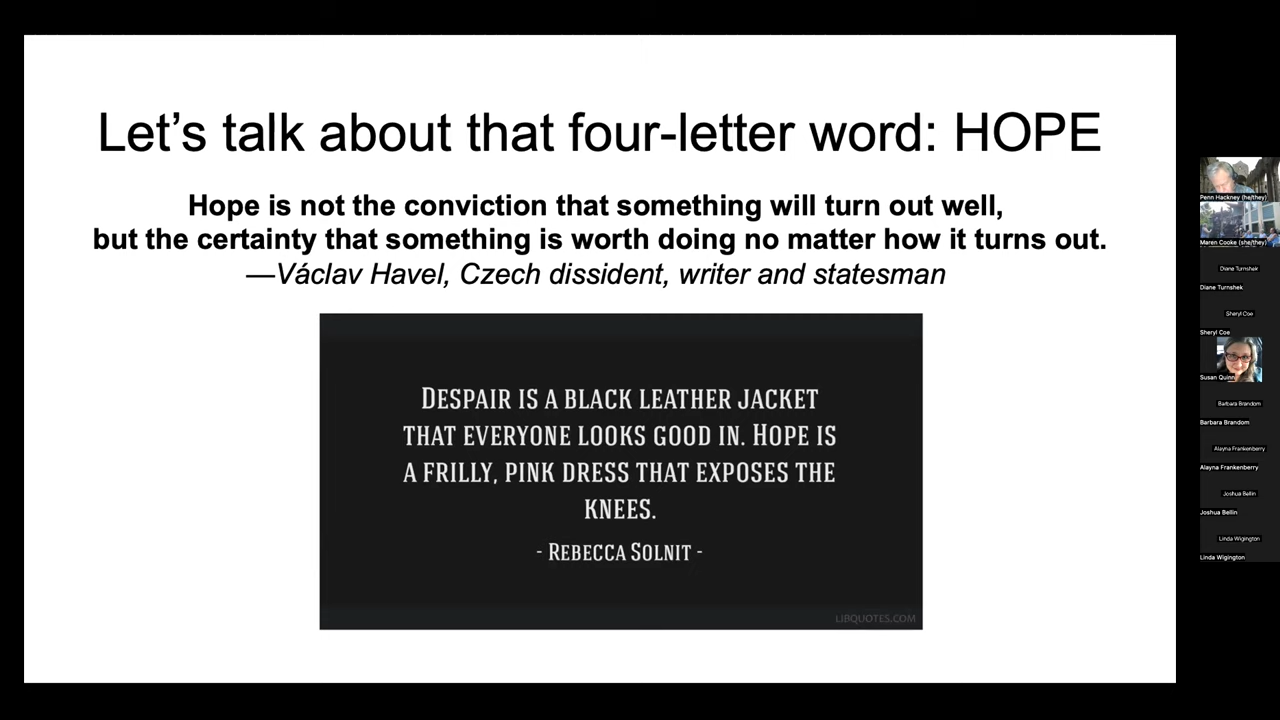 Let's talk about that four-letter word: HOPE
Hope is not the conviction that something will turn out well,
but the certainty that something is worth doing no matter how it turns out.
—Václav Havel, Czech dissident, writer and statesman
DESPAIR IS A BLACK LEATHER JACKET
THAT EVERYONE LOOKS GOOD IN. HOPE IS
A FRILLY, PINK DRESS THAT EXPOSES THE
KNEES.
- REBECCA SOLNIT -
LIBQUOTES.COM
Penn Hackney (he/they)
Maren Cooke (she/they)
Diane Turnshek
Diane Turnshek
Sheryl Coe
Sheryl Coe
Susan Quinn
Barbara Brandom
Barbara Brandom
Alayna Frankenberry
Alayna Frankenberry
Joshua Bellin
Joshua Bellin
Linda Wigington
Linda Wigington